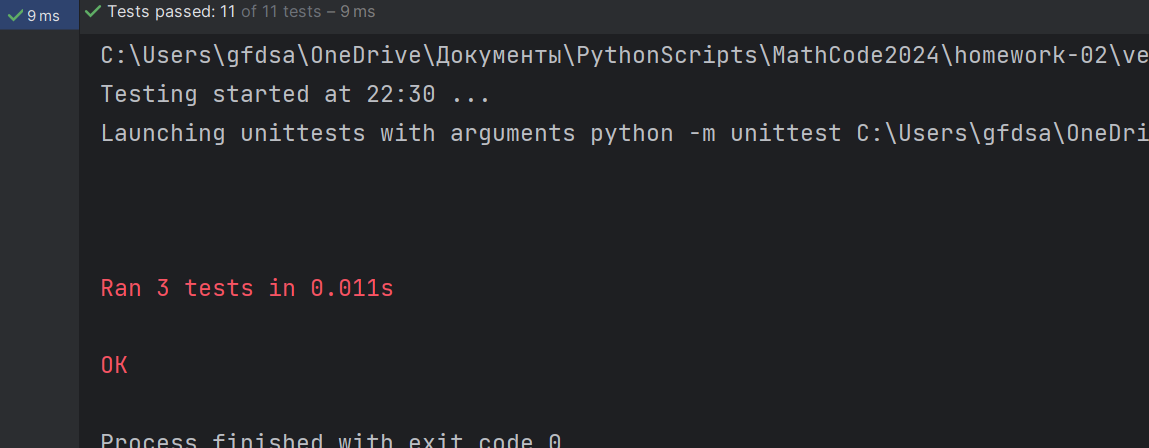 9 ms
Tests passed: 11 of 11 tests – 9 ms
C:\Users\gfdsa\OneDrive\Документы\PythonScripts\MathCode2024\homework-02\ve
Testing started at 22:30 ...
Launching unittests with arguments python -m unittest C:\Users\gfdsa\OneDri
Ran 3 tests in 0.011s
OK
Process finished with exit code 0